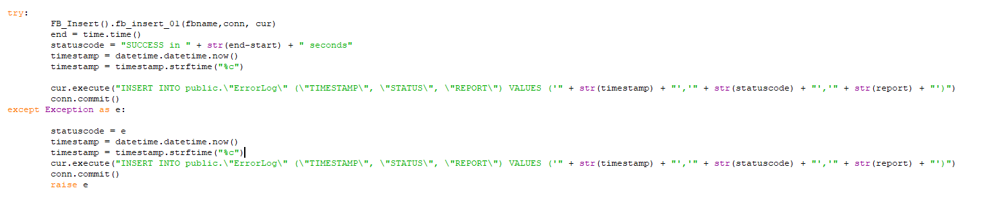 try:
FB_Insert().fb_insert_01(fbname,conn, cur)
end = time.time()
statuscode = "SUCCESS in " + str(end-start) + " seconds"
timestamp = datetime.datetime.now()
timestamp = timestamp.strftime("%c")
cur.execute("INSERT INTO public.\"ErrorLog\" (\"TIMESTAMP\", \"STATUS\", \"REPORT\") VALUES ('" + str(timestamp) + "','" + str(statuscode) + "','" + str(report) + "')")
conn.commit()
except Exception as e:
statuscode = e
timestamp = datetime.datetime.now()
timestamp = timestamp.strftime("%c")
cur.execute("INSERT INTO public.\"ErrorLog\" (\"TIMESTAMP\", \"STATUS\", \"REPORT\") VALUES ('" + str(timestamp) + "','" + str(statuscode) + "','" + str(report) + "')")
conn.commit()
raise e